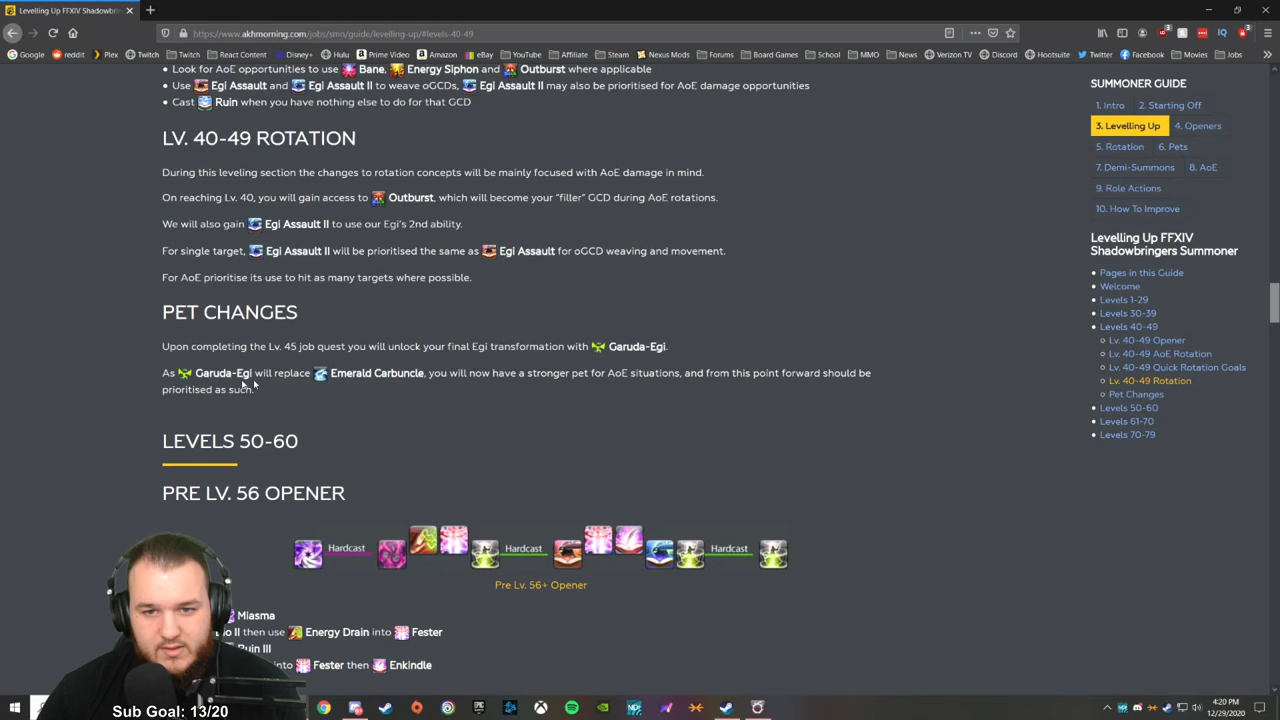 Levelling Up FFXIV Shadowbring
https://www.akhmorning.com/jobs/smn/guide/levelling-up/#levels-40-49
Google reddit Plex Twitch Twitch React Content Disney+ Hulu Prime Video Amazon eBay YouTube Affiliate Steam Nexus Mods Forums Board Games School MMO News Verizon TV Discord Hootsuite Twitter Facebook Movies Jobs
• Look for AoE opportunities to use Bane, Energy Siphon and Outburst where applicable
• Use Egi Assault and Egi Assault II to weave oGCDs, Egi Assault II may also be prioritised for AoE damage opportunities
• Cast Ruin when you have nothing else to do for that GCD
LV. 40-49 ROTATION
During this leveling section the changes to rotation concepts will be mainly focused with AoE damage in mind.
On reaching Lv. 40, you will gain access to Outburst, which will become your "filler" GCD during AoE rotations.
We will also gain Egi Assault II to use our Egi's 2nd ability.
For single target, Egi Assault II will be prioritised the same as Egi Assault for oGCD weaving and movement.
For AoE prioritise its use to hit as many targets where possible.
PET CHANGES
Upon completing the Lv. 45 job quest you will unlock your final Egi transformation with Garuda-Egi.
As Garuda-Egi will replace Emerald Carbuncle, you will now have a stronger pet for AoE situations, and from this point forward should be
prioritised as such.
LEVELS 50-60
PRE LV. 56 OPENER
Hardcast Hardcast Hardcast
Pre Lv. 56+ Opener
Miasma
Bio II then use Energy Drain into Fester
Ruin III
into Fester then Enkindle
SUMMONER GUIDE
1. Intro 2. Starting Off
3. Levelling Up 4. Openers
5. Rotation 6. Pets
7. Demi-Summons 8. AoE
9. Role Actions
10. How To Improve
Levelling Up FFXIV
Shadowbringers Summoner
• Pages in this Guide
• Welcome
• Levels 1-29
• Levels 30-39
• Levels 40-49
Lv. 40-49 Opener
Lv. 40-49 AoE Rotation
Lv. 40-49 Quick Rotation Goals
Lv. 40-49 Rotation
Pet Changes
• Levels 50-60
• Levels 61-70
• Levels 70-79
Sub Goal: 13/20
4:20 PM
12/29/2020